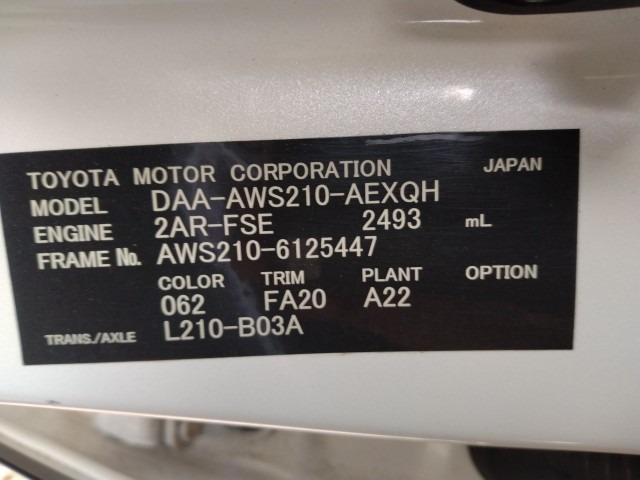 TOYOTA MOTOR CORPORATION JAPAN
MODEL DAA-AWS210-AEXQH
ENGINE 2AR-FSE 2493 mL
FRAME No. AWS210-6125447
COLOR TRIM PLANT OPTION
062 FA20 A22
TRANS./AXLE L210-B03A